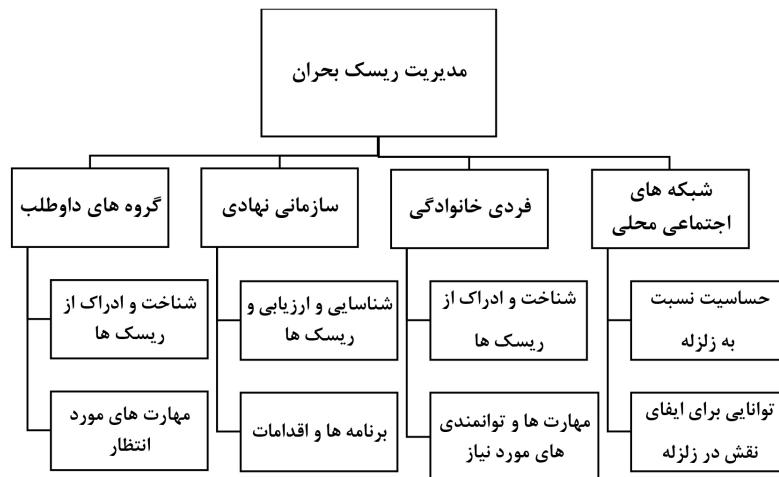 مدیریت ریسک بحران
شبکه های
اجتماعی محلی
فردی خانوادگی
سازمانی نهادی
گروه های داوطلب
حساسیت نسبت
به زلزله
شناخت و ادراک از
ریسک ها
شناسایی و ارزیابی و
ریسک ها
شناخت و ادراک از
ریسک ها
توانایی برای ایفای
نقش در زلزله
مهارت ها و توانمندی
های مورد نیاز
برنامه ها و اقدامات
مهارت های مورد
انتظار